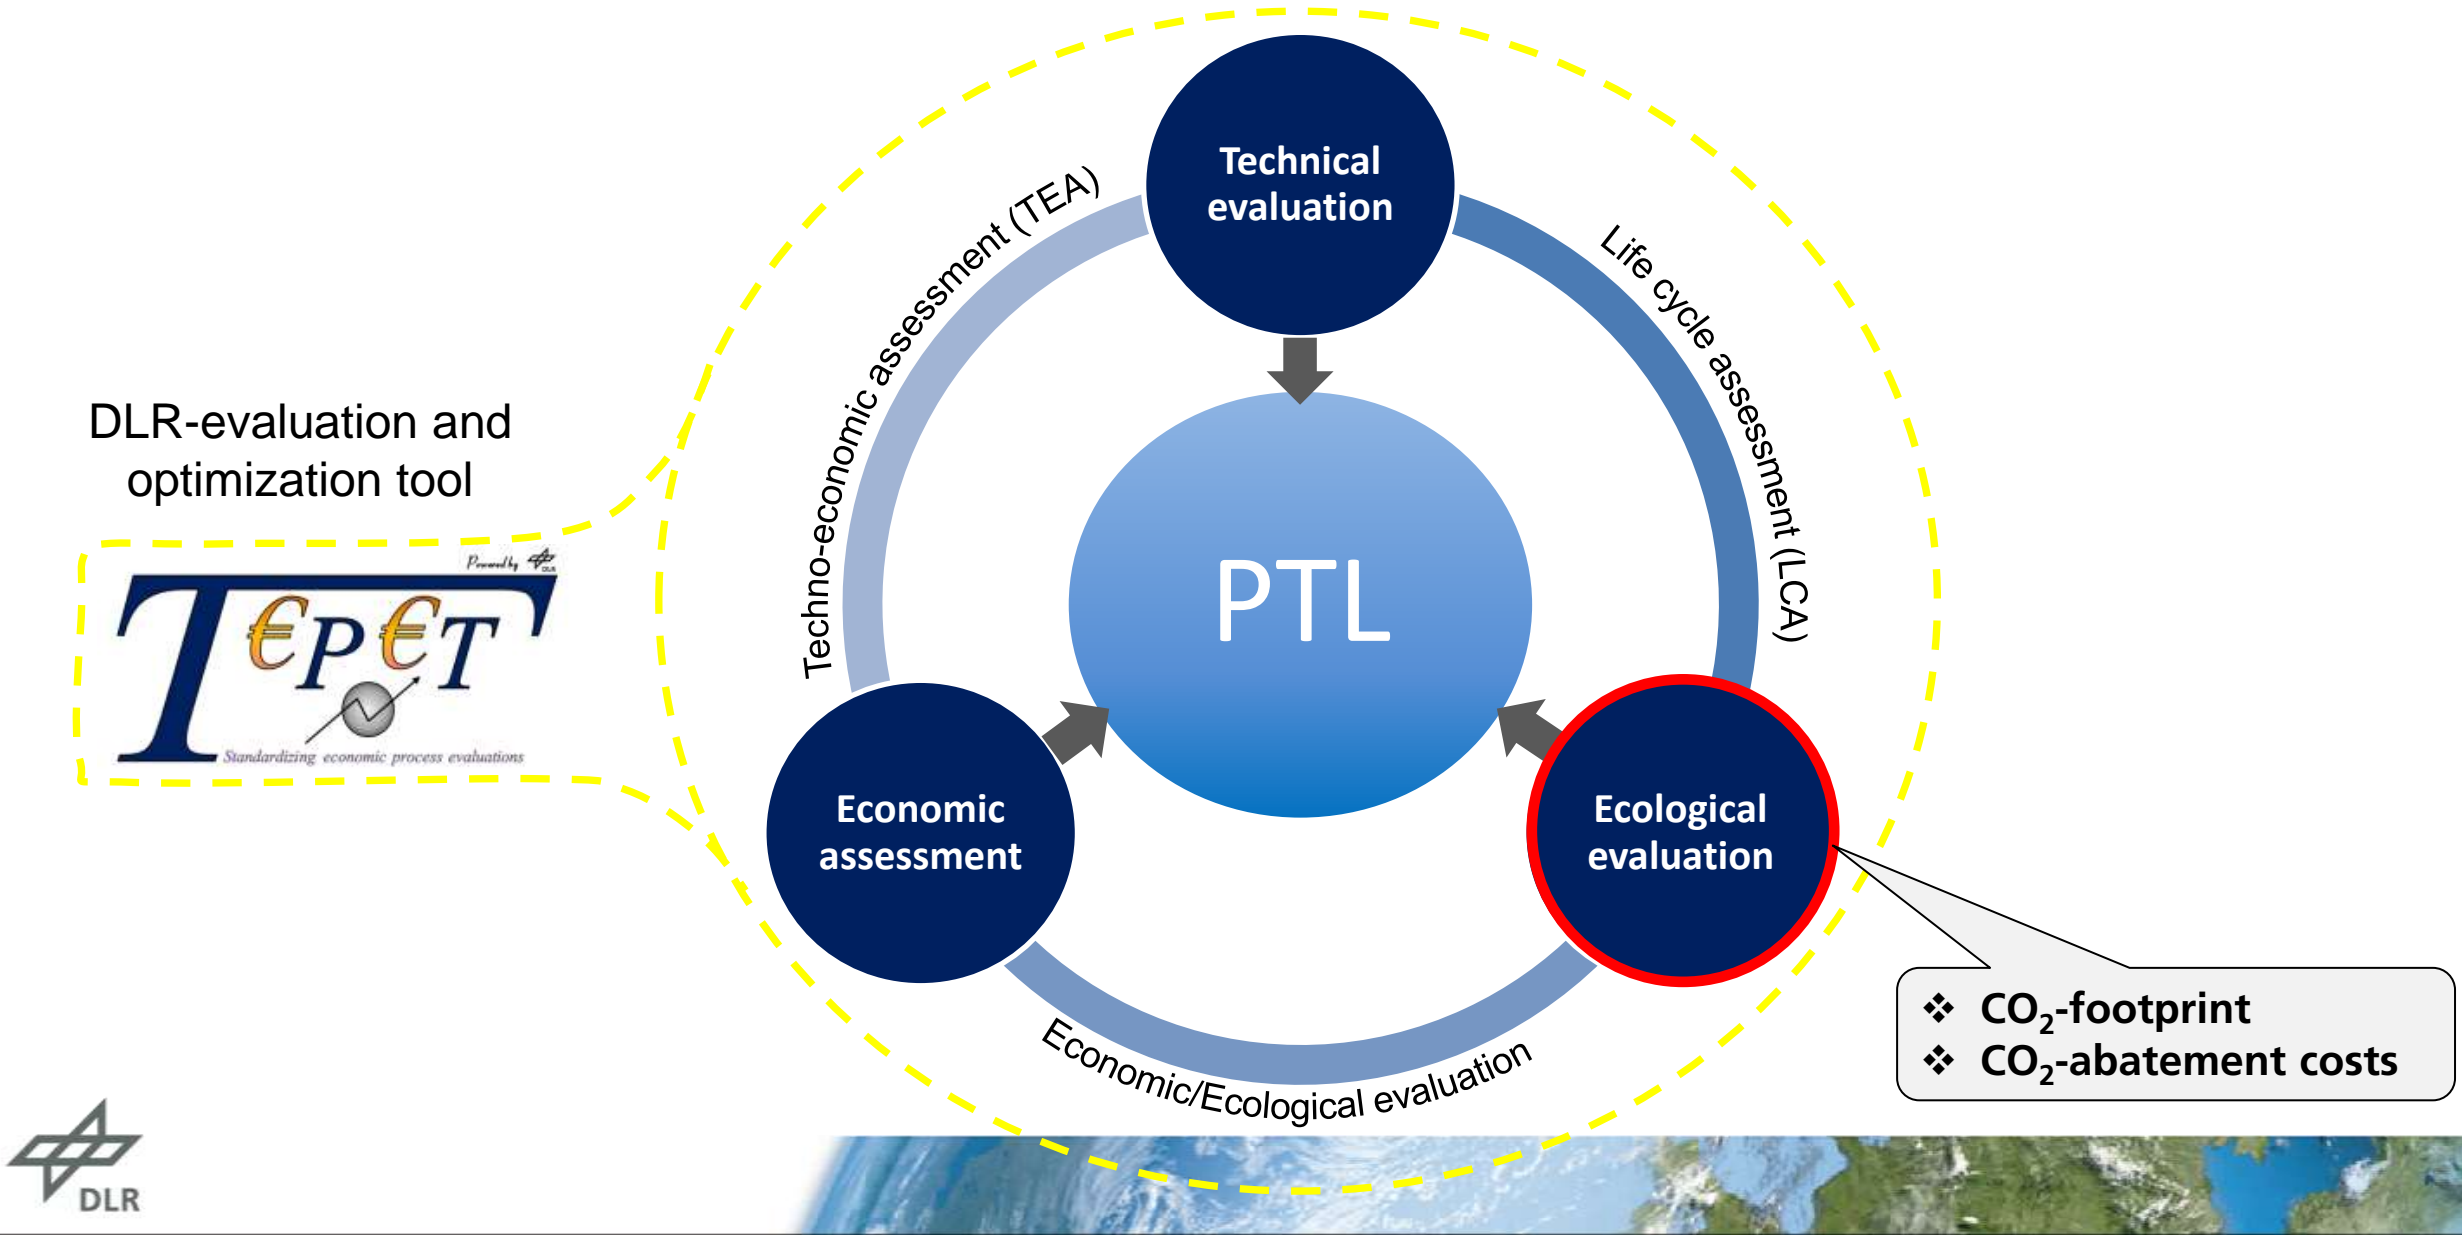 DLR-evaluation and
optimization tool
Powered by DLR
T€P€T
Standardizing economic process evaluations
Technical
evaluation
Techno-economic assessment (TEA)
Life cycle assessment (LCA)
PTL
Economic
assessment
Ecological
evaluation
Economic/Ecological evaluation
❖ CO₂-footprint
❖ CO₂-abatement costs
DLR